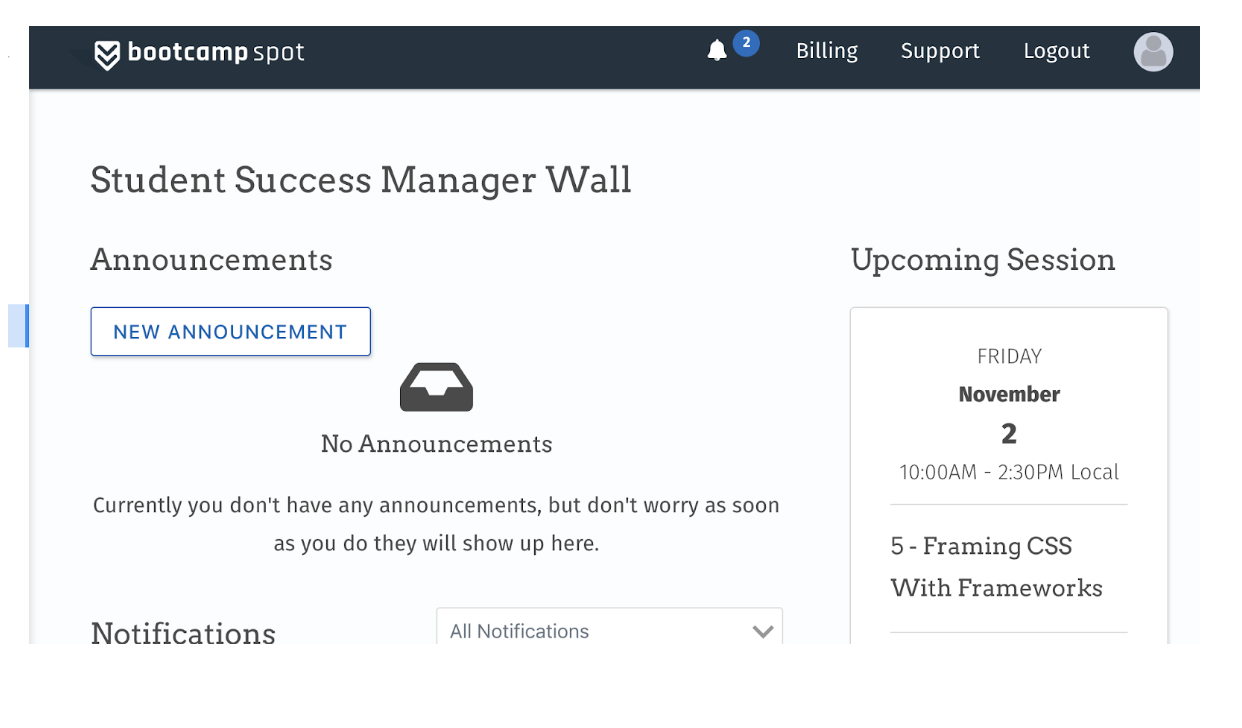 bootcamp spot
2
Billing
Support
Logout
Student Success Manager Wall
Announcements
NEW ANNOUNCEMENT
No Announcements
Currently you don't have any announcements, but don't worry as soon
as you do they will show up here.
Notifications
All Notifications
Upcoming Session
FRIDAY
November
2
10:00AM - 2:30PM Local
5 - Framing CSS
With Frameworks